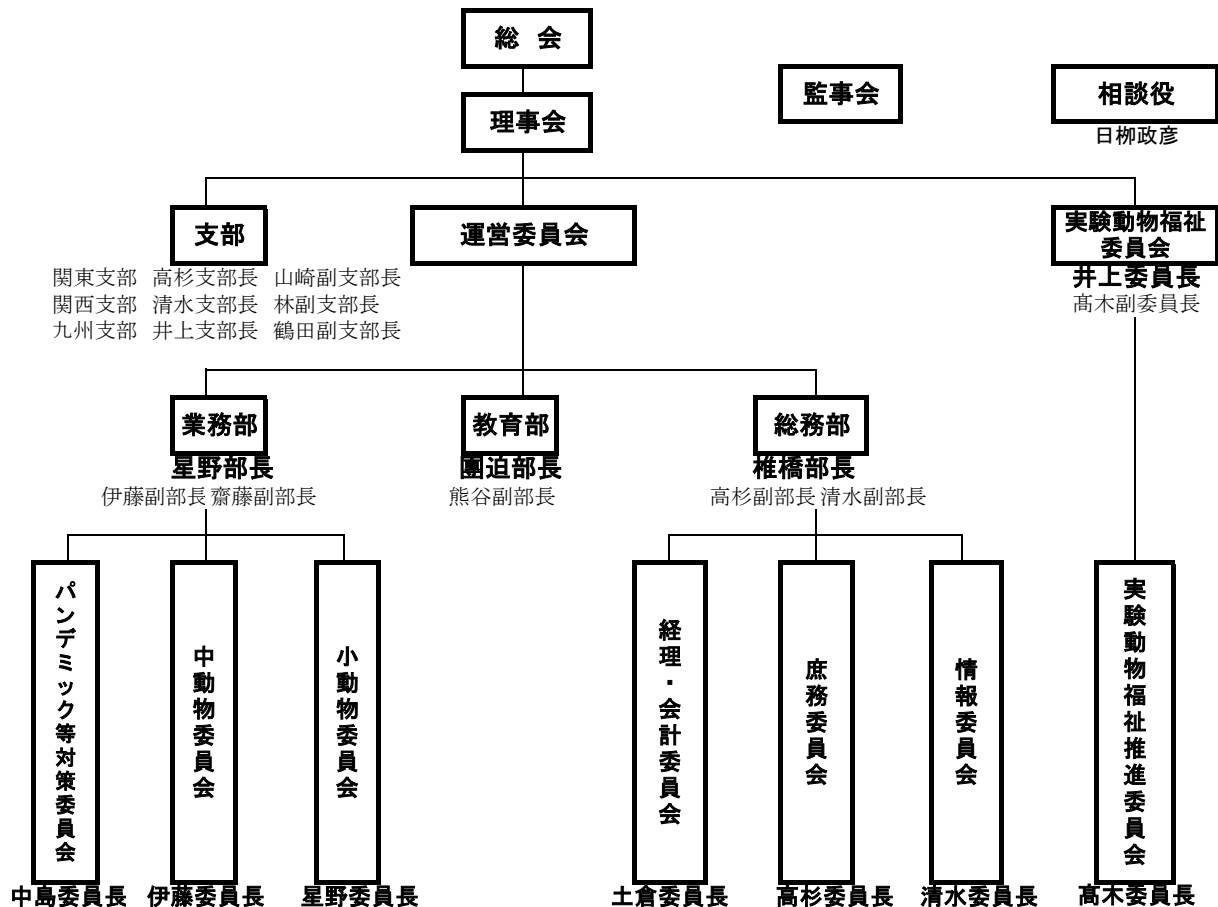 総 会
監事会
相談役
理事会
日栁政彦
支部
運営委員会
実験動物福祉
委員会
井上委員長
髙木副委員長
関東支部 高杉支部長 山崎副支部長
関西支部 清水支部長 林副支部長
九州支部 井上支部長 鶴田副支部長
業務部
教育部
総務部
星野部長
團迫部長
椎橋部長
伊藤副部長 齋藤副部長
熊谷副部長
高杉副部長 清水副部長
パンデミック等対策委員会
中動物委員会
小動物委員会
経理・会計委員会
庶務委員会
情報委員会
実験動物福祉推進委員会
中島委員長
伊藤委員長
星野委員長
土倉委員長
高杉委員長
清水委員長
髙木委員長